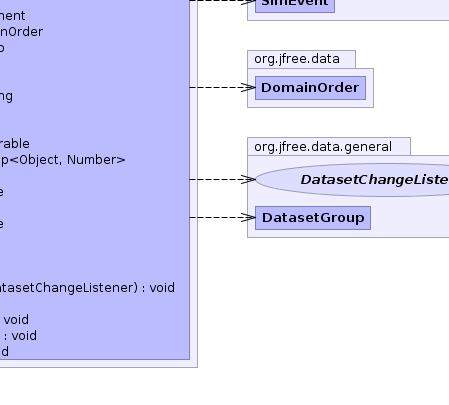 SimEvent
org.jfree.data
DomainOrder
org.jfree.data.general
DatasetChangeListe
DatasetGroup
nent
nOrder
p
ng
rable
p<Object, Number>
e
e
atasetChangeListener) : void
void
: void
d